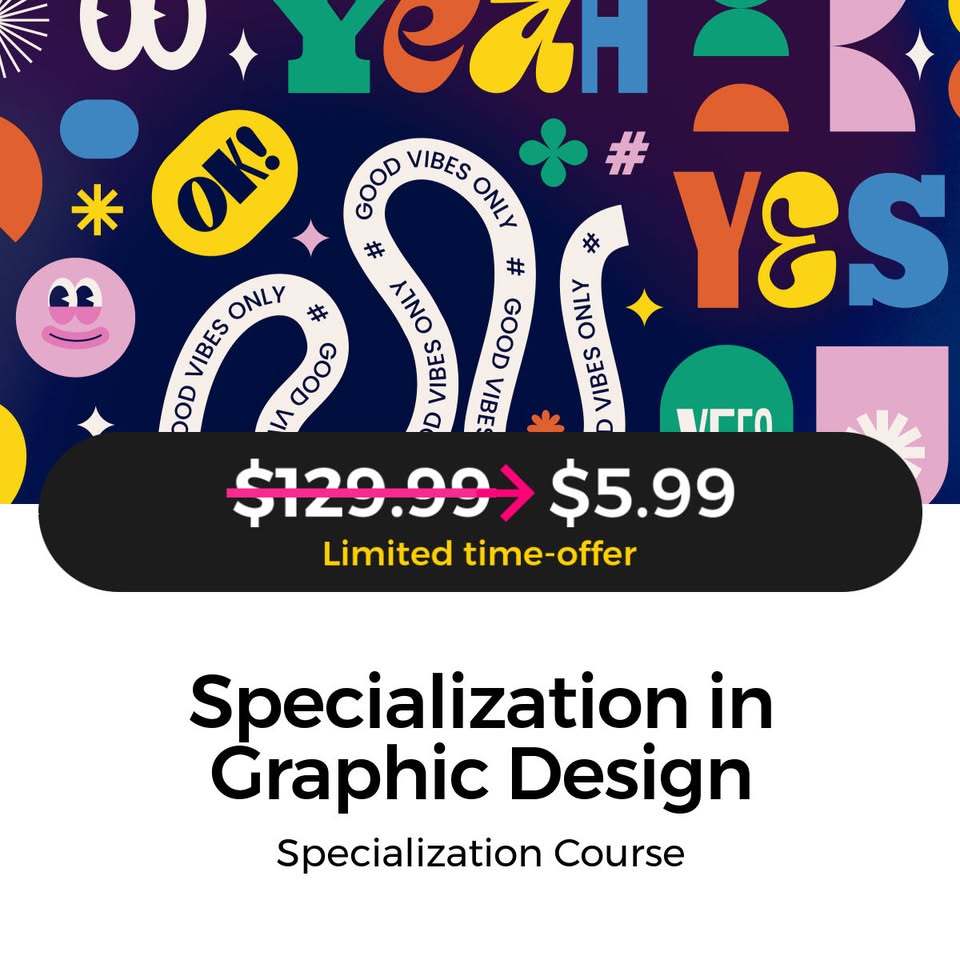 YeaH
OK!
#
YES
GOOD VIBES ONLY
#
#
GOOD VIBES
VIBES ONLY
#
VIBES ONLY
GOOD VIBES ONLY
#
GOOD
$129.99 $5.99
Limited time-offer
Specialization in
Graphic Design
Specialization Course